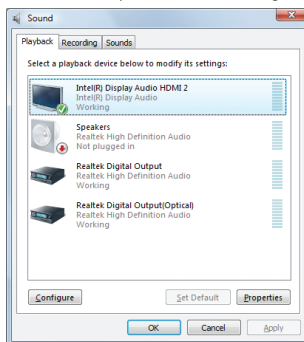 Sound
Playback
Recording
Sounds
Select a playback device below to modify its settings:
Intel(R) Display Audio HDMI 2
Intel(R) Display Audio
Working
Speakers
Realtek High Definition Audio
Not plugged in
Realtek Digital Output
Realtek High Definition Audio
Working
Realtek Digital Output(Optical)
Realtek High Definition Audio
Working
Configure
Set Default
Properties
OK
Cancel
Apply